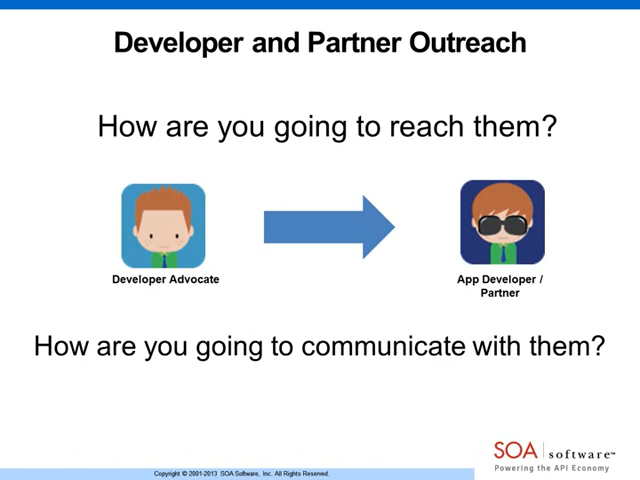 Developer and Partner Outreach
How are you going to reach them?
Developer Advocate
App Developer /
Partner
How are you going to communicate with them?
Copyright © 2001-2013 SOA Software, Inc. All Rights Reserved.
SOA software™
Powering the API Economy